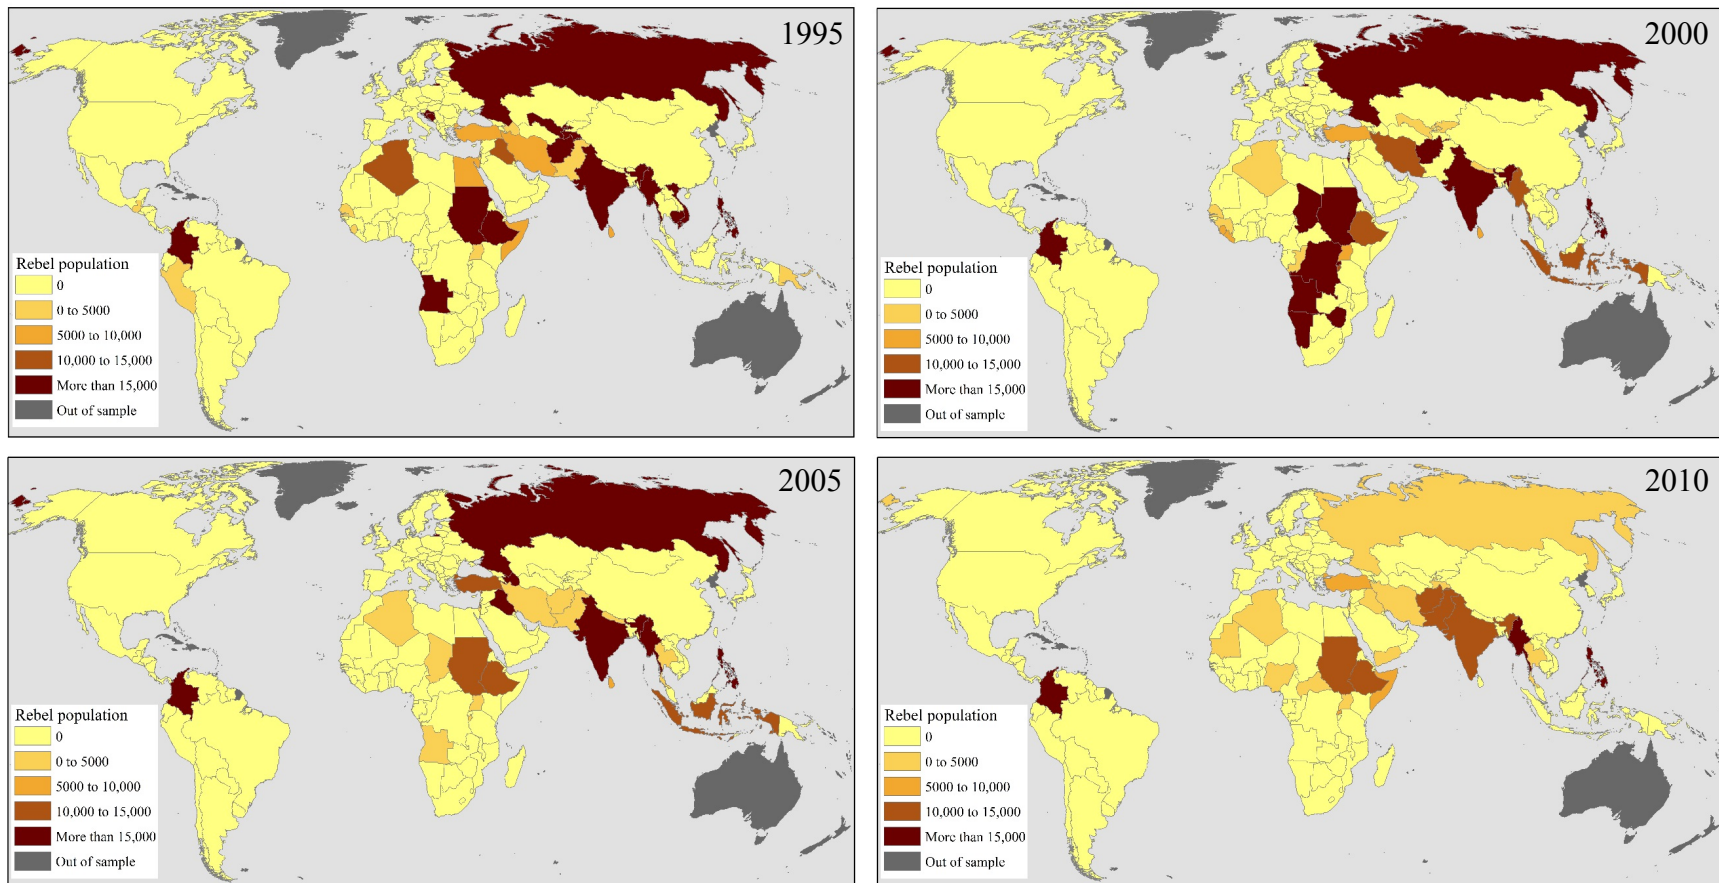 1995
Rebel population
0
0 to 5000
5000 to 10,000
10,000 to 15,000
More than 15,000
Out of sample
2000
Rebel population
0
0 to 5000
5000 to 10,000
10,000 to 15,000
More than 15,000
Out of sample
2005
Rebel population
0
0 to 5000
5000 to 10,000
10,000 to 15,000
More than 15,000
Out of sample
2010
Rebel population
0
0 to 5000
5000 to 10,000
10,000 to 15,000
More than 15,000
Out of sample